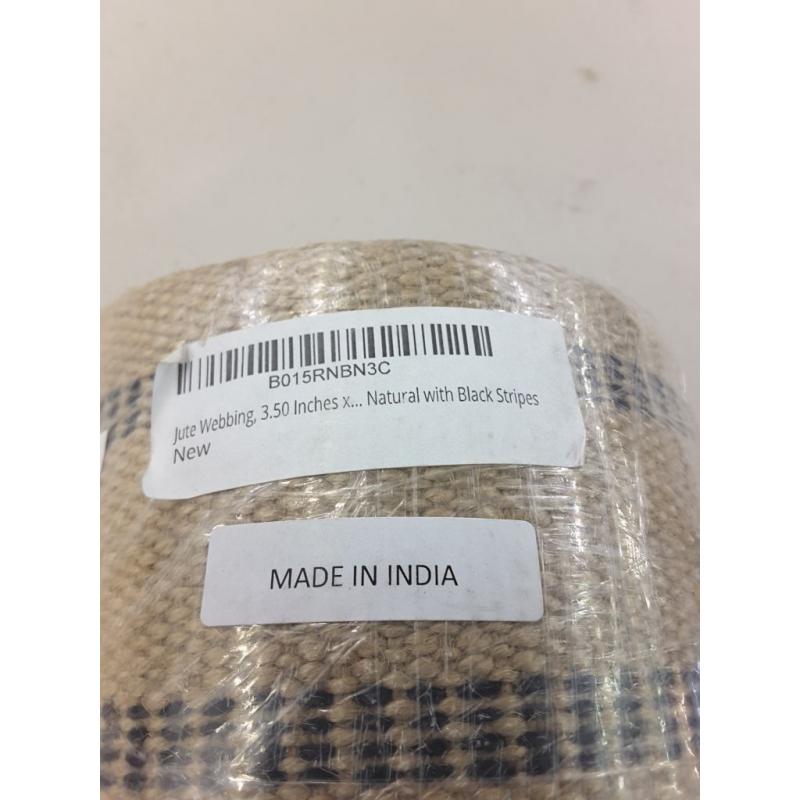 B015RNBN3C
Jute Webbing, 3.50 Inches x... Natural with Black Stripes
New
MADE IN INDIA